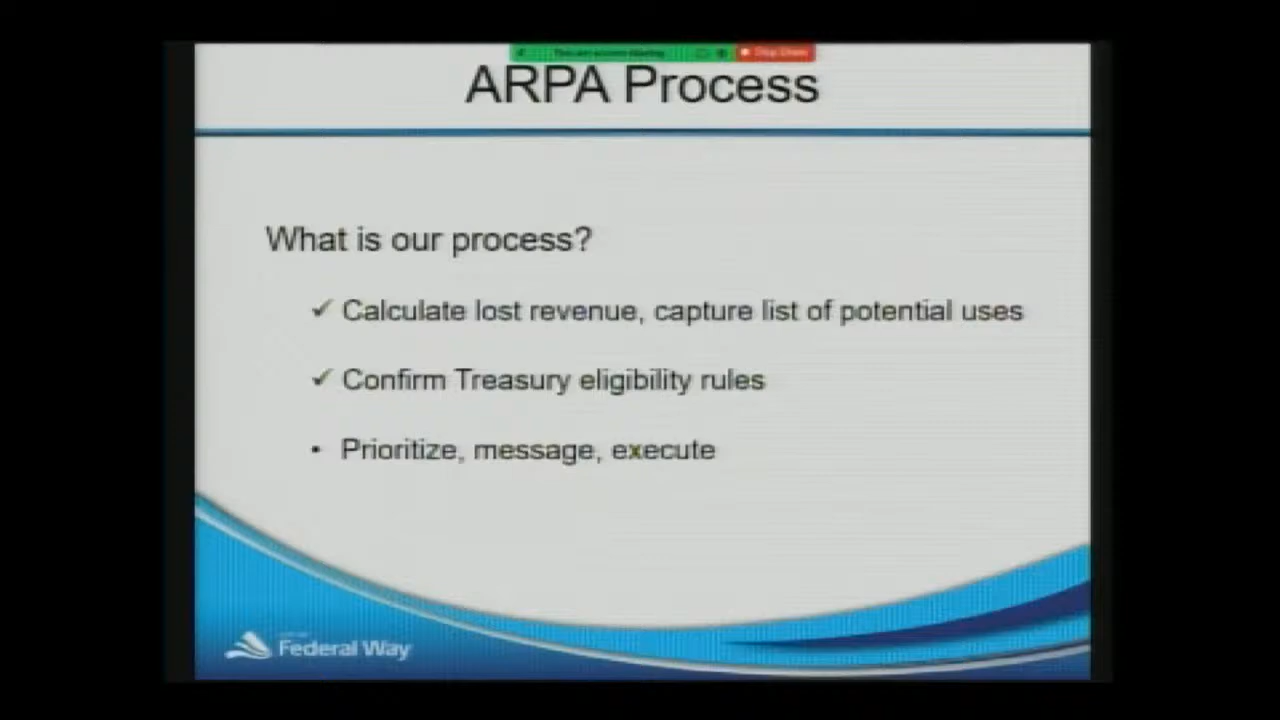 ARPA Process
What is our process?
✓ Calculate lost revenue, capture list of potential uses
✓ Confirm Treasury eligibility rules
• Prioritize, message, execute
Federal Way